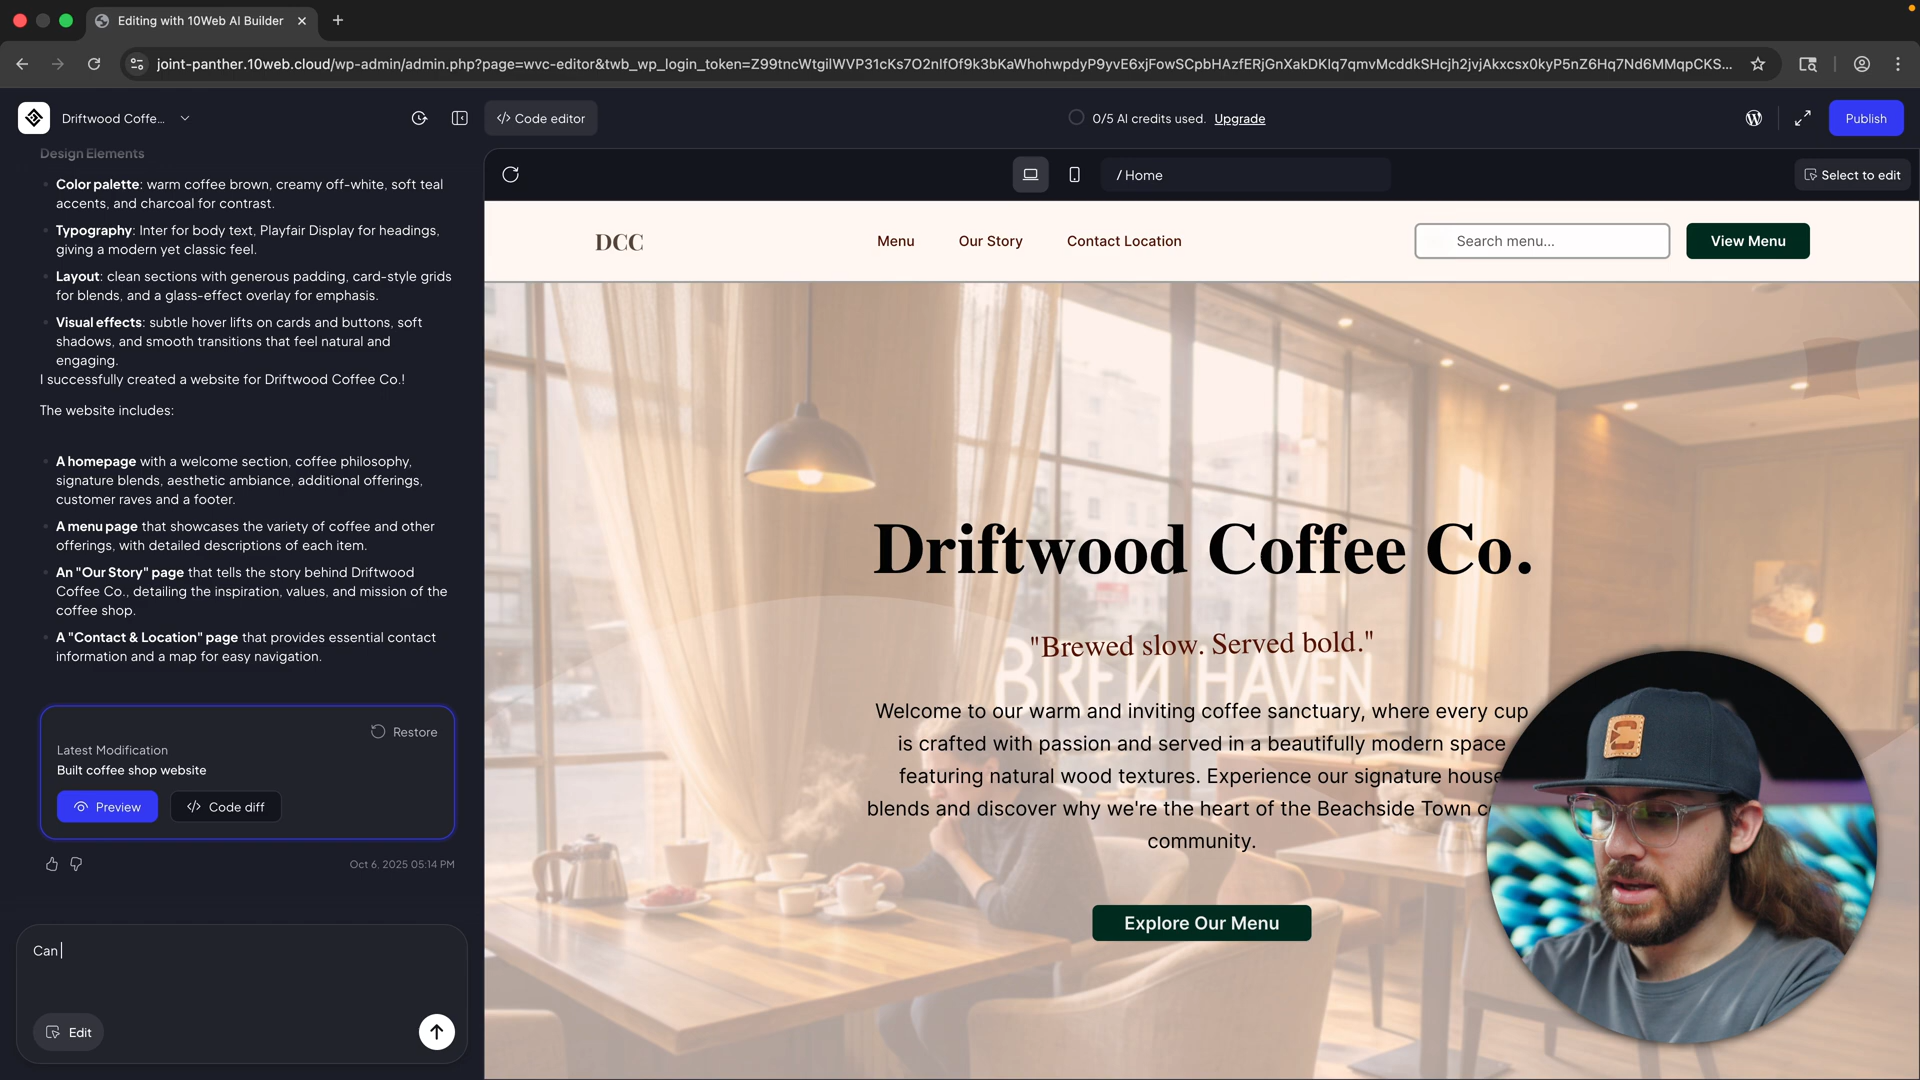 Editing with 10Web AI Builder
joint-panther.10web.cloud/wp-admin/admin.php?page=wvc-editor&twb_wp_login_token=Z99tncWtgilWVP31cKs7O2nIfOf9k3bKaWhohwpdyP9yvE6xjFowSCpbHAzfERjGnXakDKIq7qmvMcddkSHcjh2jvjAkxcsx0kyP5nZ6Hq7Nd6MMqpCKS...
Driftwood Coffe...
</> Code editor
0/5 AI credits used. Upgrade
Publish
Design Elements
Color palette: warm coffee brown, creamy off-white, soft teal
accents, and charcoal for contrast.
Typography: Inter for body text, Playfair Display for headings,
giving a modern yet classic feel.
Layout: clean sections with generous padding, card-style grids
for blends, and a glass-effect overlay for emphasis.
Visual effects: subtle hover lifts on cards and buttons, soft
shadows, and smooth transitions that feel natural and
engaging.
I successfully created a website for Driftwood Coffee Co.!
The website includes:
A homepage with a welcome section, coffee philosophy,
signature blends, aesthetic ambiance, additional offerings,
customer raves and a footer.
A menu page that showcases the variety of coffee and other
offerings, with detailed descriptions of each item.
An "Our Story" page that tells the story behind Driftwood
Coffee Co., detailing the inspiration, values, and mission of the
coffee shop.
A "Contact & Location" page that provides essential contact
information and a map for easy navigation.
Restore
Latest Modification
Built coffee shop website
Preview
</> Code diff
Oct 6, 2025 05:14 PM
Can
Edit
/ Home
Select to edit
DCC
Menu
Our Story
Contact Location
Search menu...
View Menu
Driftwood Coffee Co.
"Brewed slow. Served bold."
BREN HAVEN
Welcome to our warm and inviting coffee sanctuary, where every cup
is crafted with passion and served in a beautifully modern space
featuring natural wood textures. Experience our signature house
blends and discover why we're the heart of the Beachside Town
community.
Explore Our Menu